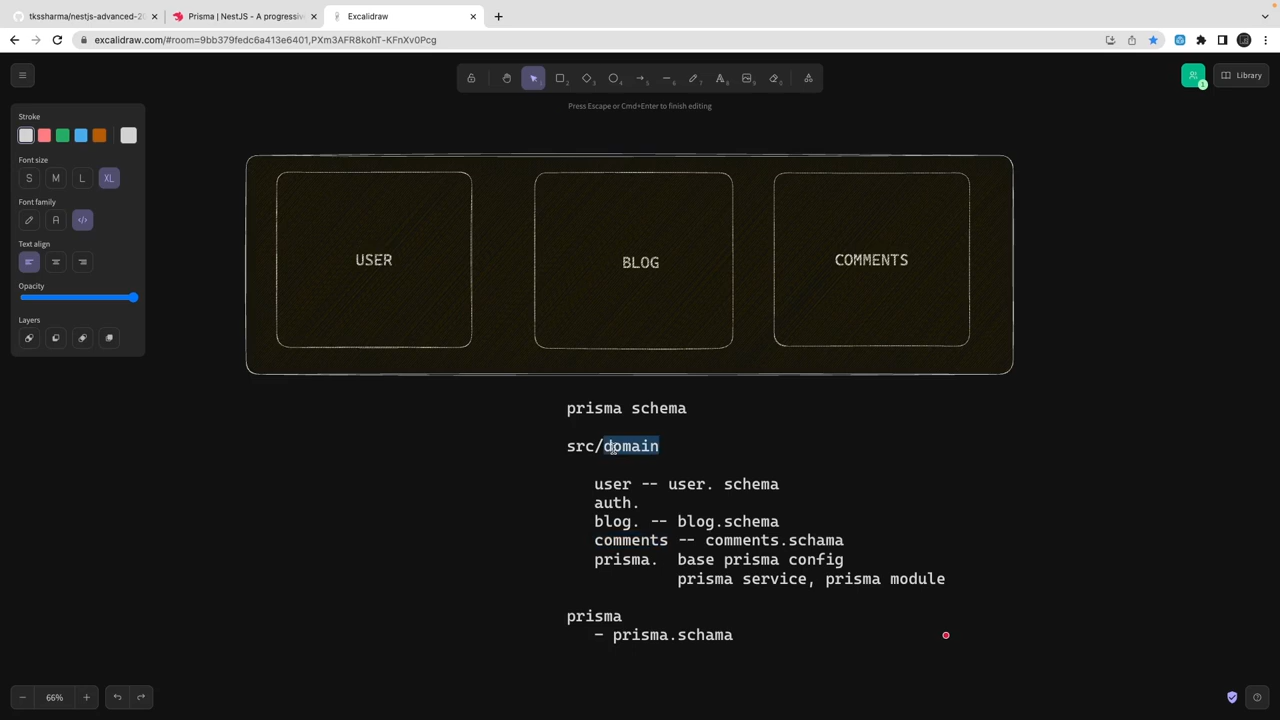 tkssharma/nestjs-advanced-20
Prisma | NestJS - A progressiv
Excalidraw
excalidraw.com/#room=9bb379fedc6a413e6401,PXm3AFR8kohT-KFnXv0Pcg
Library
Press Escape or Cmd+Enter to finish editing
Stroke
Font size
S M L XL
Font family
Text align
Opacity
Layers
USER
BLOG
COMMENTS
prisma schema
src/domain
user -- user. schema
auth.
blog. -- blog.schema
comments -- comments.schama
prisma. base prisma config
prisma service, prisma module
prisma
- prisma.schama
66%